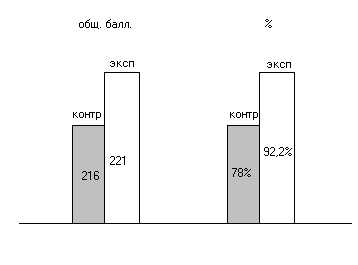 общ. балл. %
эксп эксп
контр контр
216 221 78% 92,2%